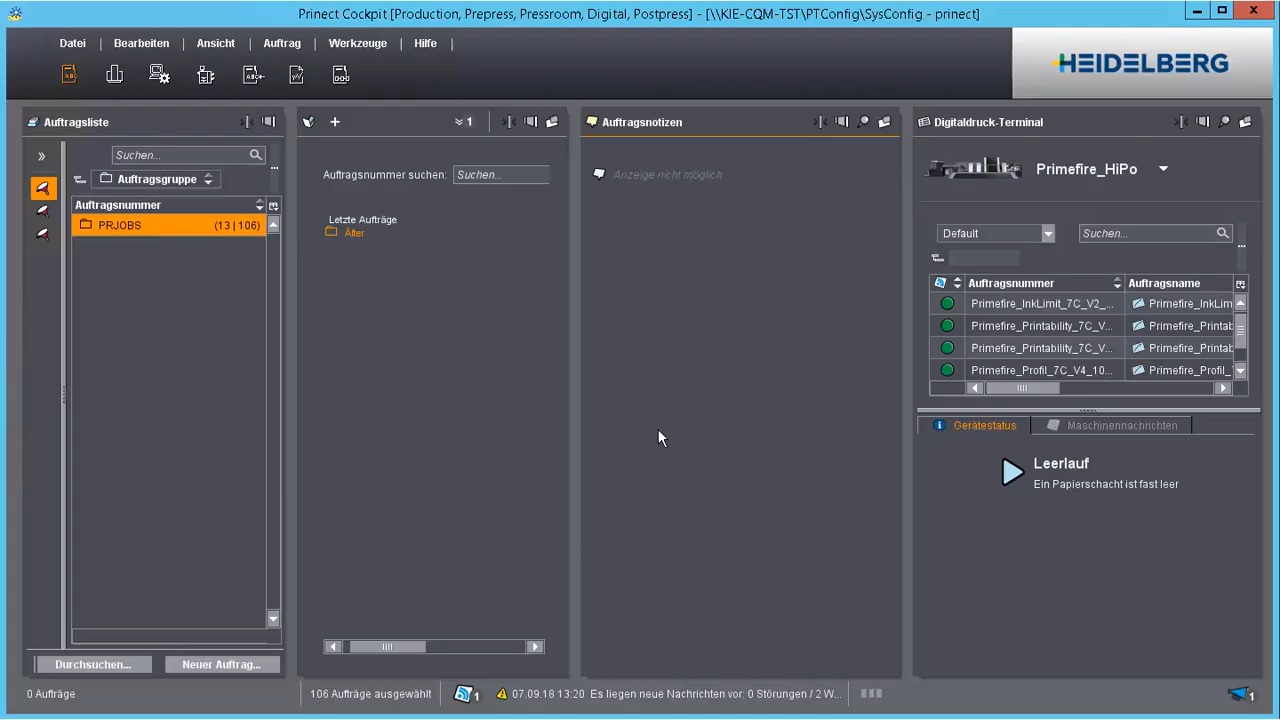 Prinect Cockpit [Production, Prepress, Pressroom, Digital, Postpress] - [\\KIE-CQM-TST\PTConfig\SysConfig - prinect]
Datei | Bearbeiten | Ansicht | Auftrag | Werkzeuge | Hilfe |
HEIDELBERG
Auftragsliste
Suchen...
Auftragsgruppe
Auftragsnummer
PRJOBS (13 | 106)
Durchsuchen...
Neuer Auftrag...
1
Auftragsnummer suchen:
Suchen...
Letzte Aufträge
Älter
Auftragsnotizen
Anzeige nicht möglich
Digitaldruck-Terminal
Primefire_HiPo
Default
Suchen...
Auftragsnummer Auftragsname
Primefire_InkLimit_7C_V2_... Primefire_InkLim
Primefire_Printability_7C_V... Primefire_Printab
Primefire_Printability_7C_V... Primefire_Printab
Primefire_Profil_7C_V4_10... Primefire_Profil_
Gerätestatus
Maschinennachrichten
Leerlauf
Ein Papierschacht ist fast leer
0 Aufträge
106 Aufträge ausgewählt
1
07.09.18 13:20 Es liegen neue Nachrichten vor: 0 Störungen / 2 W...
1